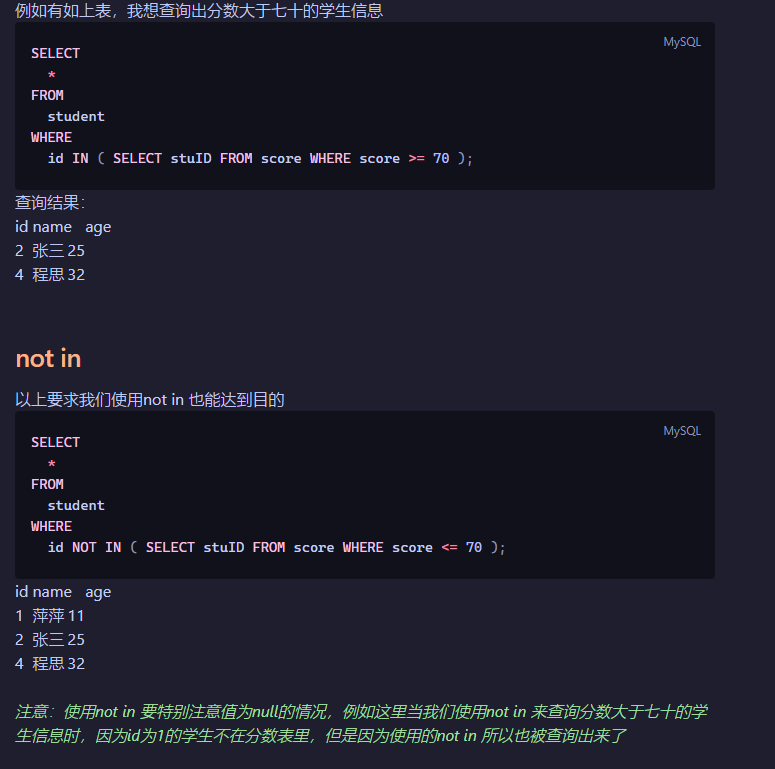 例如有如上表，我想查询出分数大于七十的学生信息
MySQL
SELECT
*
FROM
student
WHERE
id IN ( SELECT stuID FROM score WHERE score >= 70 );
查询结果：
id name age
2 张三 25
4 程思 32
not in
以上要求我们使用not in 也能达到目的
MySQL
SELECT
*
FROM
student
WHERE
id NOT IN ( SELECT stuID FROM score WHERE score <= 70 );
id name age
1 萍萍 11
2 张三 25
4 程思 32
注意：使用not in 要特别注意值为null的情况，例如这里当我们使用not in 来查询分数大于七十的学
生信息时，因为id为1的学生不在分数表里，但是因为使用的not in 所以也被查询出来了